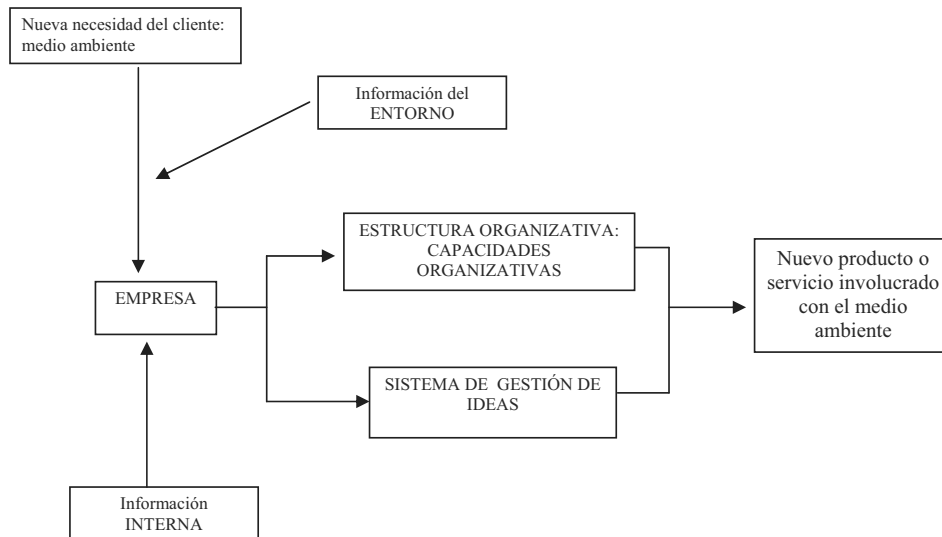 Nueva necesidad del cliente:
medio ambiente
Información del
ENTORNO
ESTRUCTURA ORGANIZATIVA:
CAPACIDADES
ORGANIZATIVAS
Nuevo producto o
servicio involucrado
con el medio
ambiente
EMPRESA
SISTEMA DE GESTIÓN DE
IDEAS
Información
INTERNA